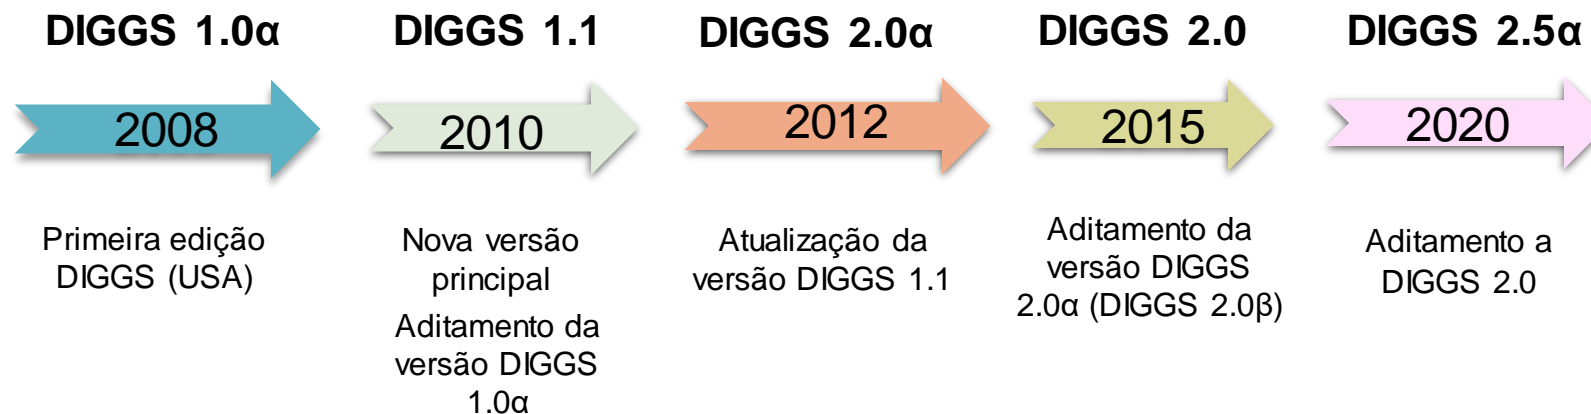 DIGGS 1.0α
2008
Primeira edição
DIGGS (USA)
DIGGS 1.1
2010
Nova versão
principal
Aditamento da
versão DIGGS
1.0α
DIGGS 2.0α
2012
Atualização da
versão DIGGS 1.1
DIGGS 2.0
2015
Aditamento da
versão DIGGS
2.0α (DIGGS 2.0β)
DIGGS 2.5α
2020
Aditamento a
DIGGS 2.0